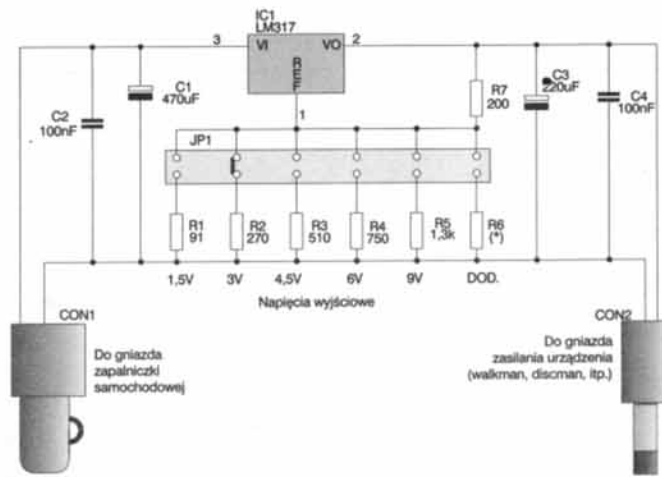 IC1
LM317
3
VI
VO
2
REF
1
C1
470uF
C2
100nF
R7
200
C3
220uF
C4
100nF
JP1
R1
91
R2
270
R3
510
R4
750
R5
1,3k
R6
(*)
1,5V
3V
4,5V
6V
9V
DOD.
Napięcia wyjściowe
CON1
Do gniazda
zapalniczki
samochodowej
CON2
Do gniazda
zasilania urządzenia
(walkman, discman, itp.)